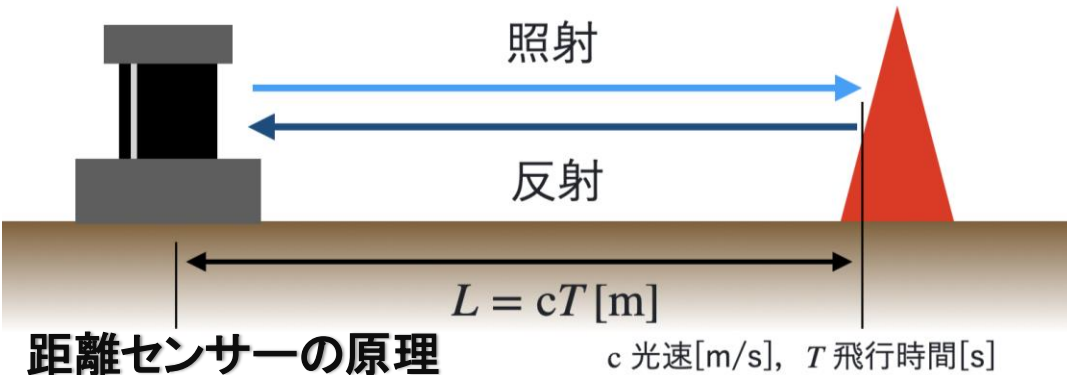 照射
反射
L = cT[m]
距離センサーの原理
c 光速[m/s], T 飛行時間[s]